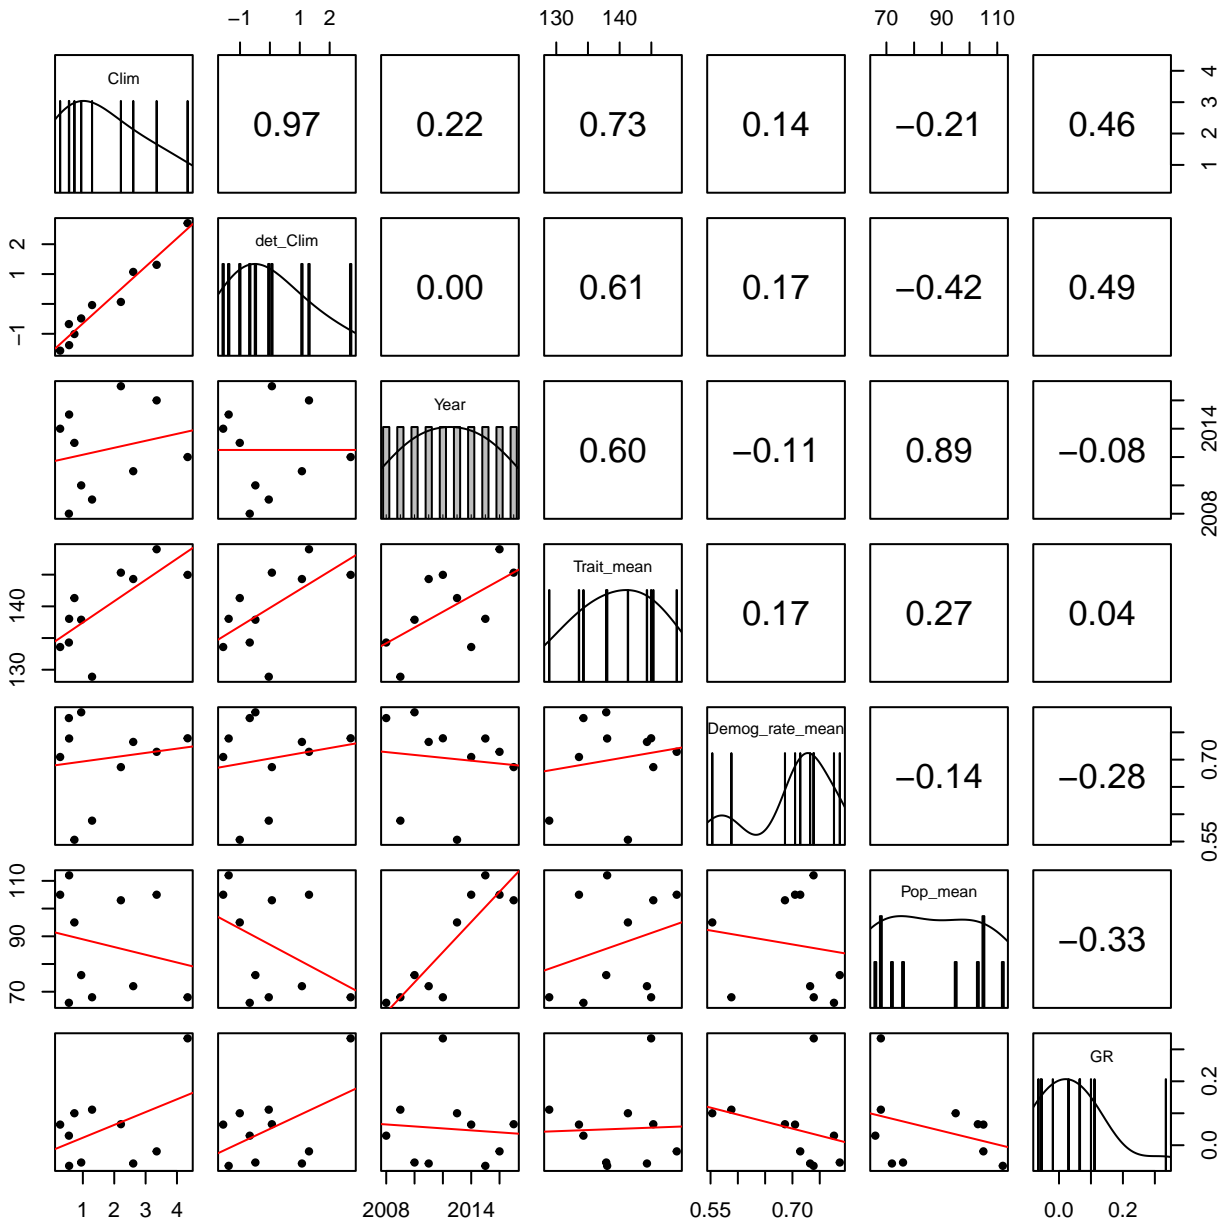 −1 1 2 130 140 70 90 110
Clim 0.97 0.22 0.73 0.14 −0.21 0.46 1 2 3 4
−1 1 2 det_Clim 0.00 0.61 0.17 −0.42 0.49
Year 0.60 −0.11 0.89 −0.08 2008 2014
130 140 Trait_mean 0.17 0.27 0.04
Demog_rate_mean −0.14 −0.28 0.55 0.70
70 90 110 Pop_mean −0.33
GR 0.0 0.2
1 2 3 4 2008 2014 0.55 0.70 0.0 0.2